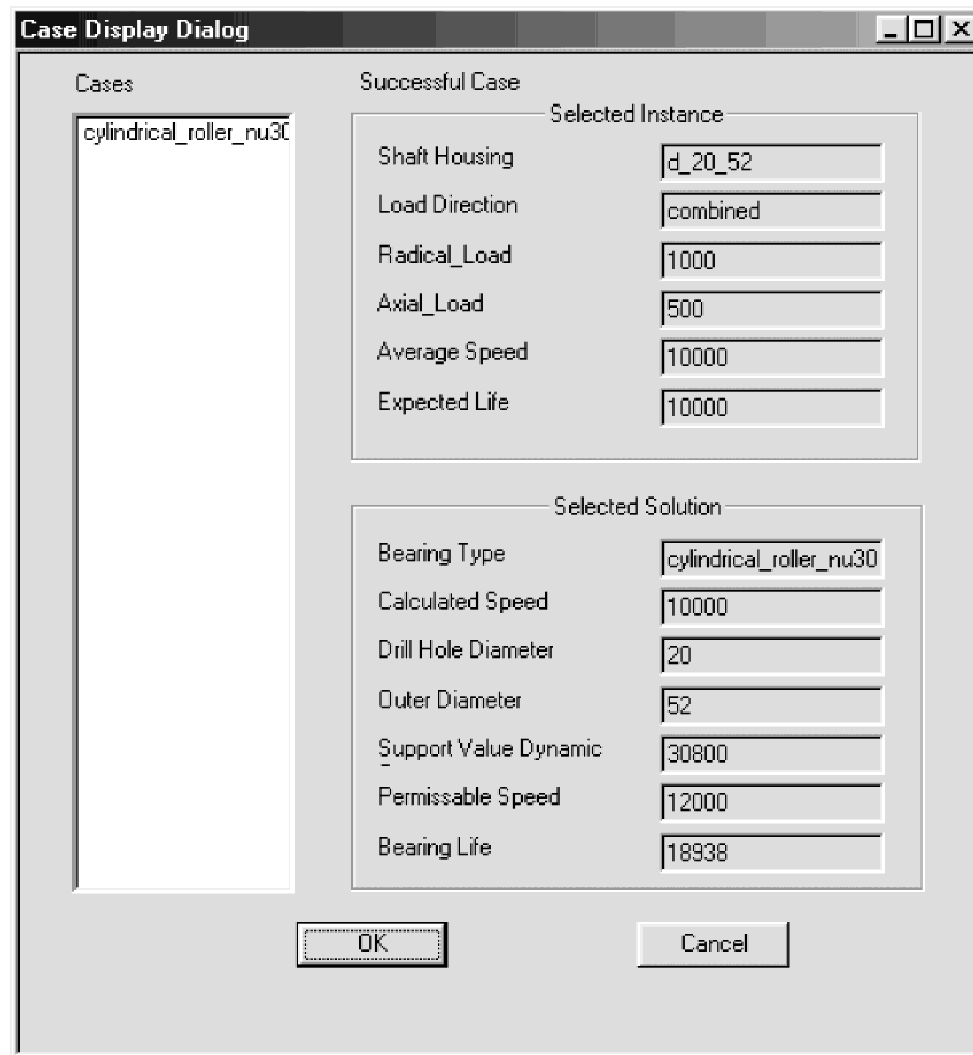 Case Display Dialog
Cases
Successful Case
cylindrical_roller_nu30
Selected Instance
Shaft Housing
d_20_52
Load Direction
combined
Radical_Load
1000
Axial_Load
500
Average Speed
10000
Expected Life
10000
Selected Solution
Bearing Type
cylindrical_roller_nu30
Calculated Speed
10000
Drill Hole Diameter
20
Outer Diameter
52
Support Value Dynamic
30800
Permissable Speed
12000
Bearing Life
18938
OK
Cancel